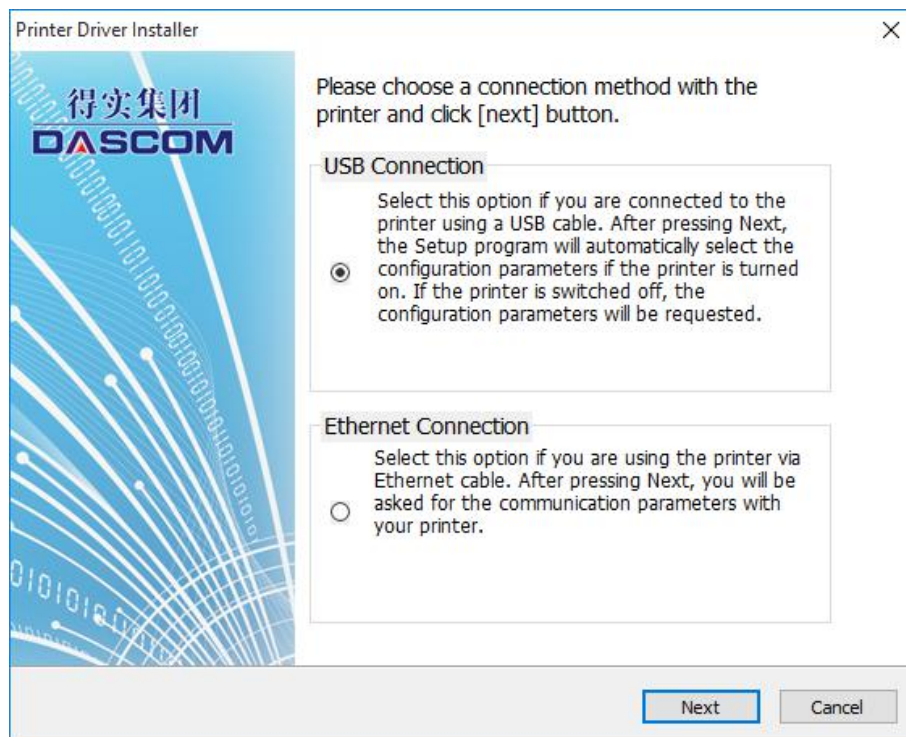 Printer Driver Installer
得实集团
DASCOM
Please choose a connection method with the
printer and click [next] button.
USB Connection
Select this option if you are connected to the
printer using a USB cable. After pressing Next,
the Setup program will automatically select the
configuration parameters if the printer is turned
on. If the printer is switched off, the
configuration parameters will be requested.
Ethernet Connection
Select this option if you are using the printer via
Ethernet cable. After pressing Next, you will be
asked for the communication parameters with
your printer.
Next
Cancel